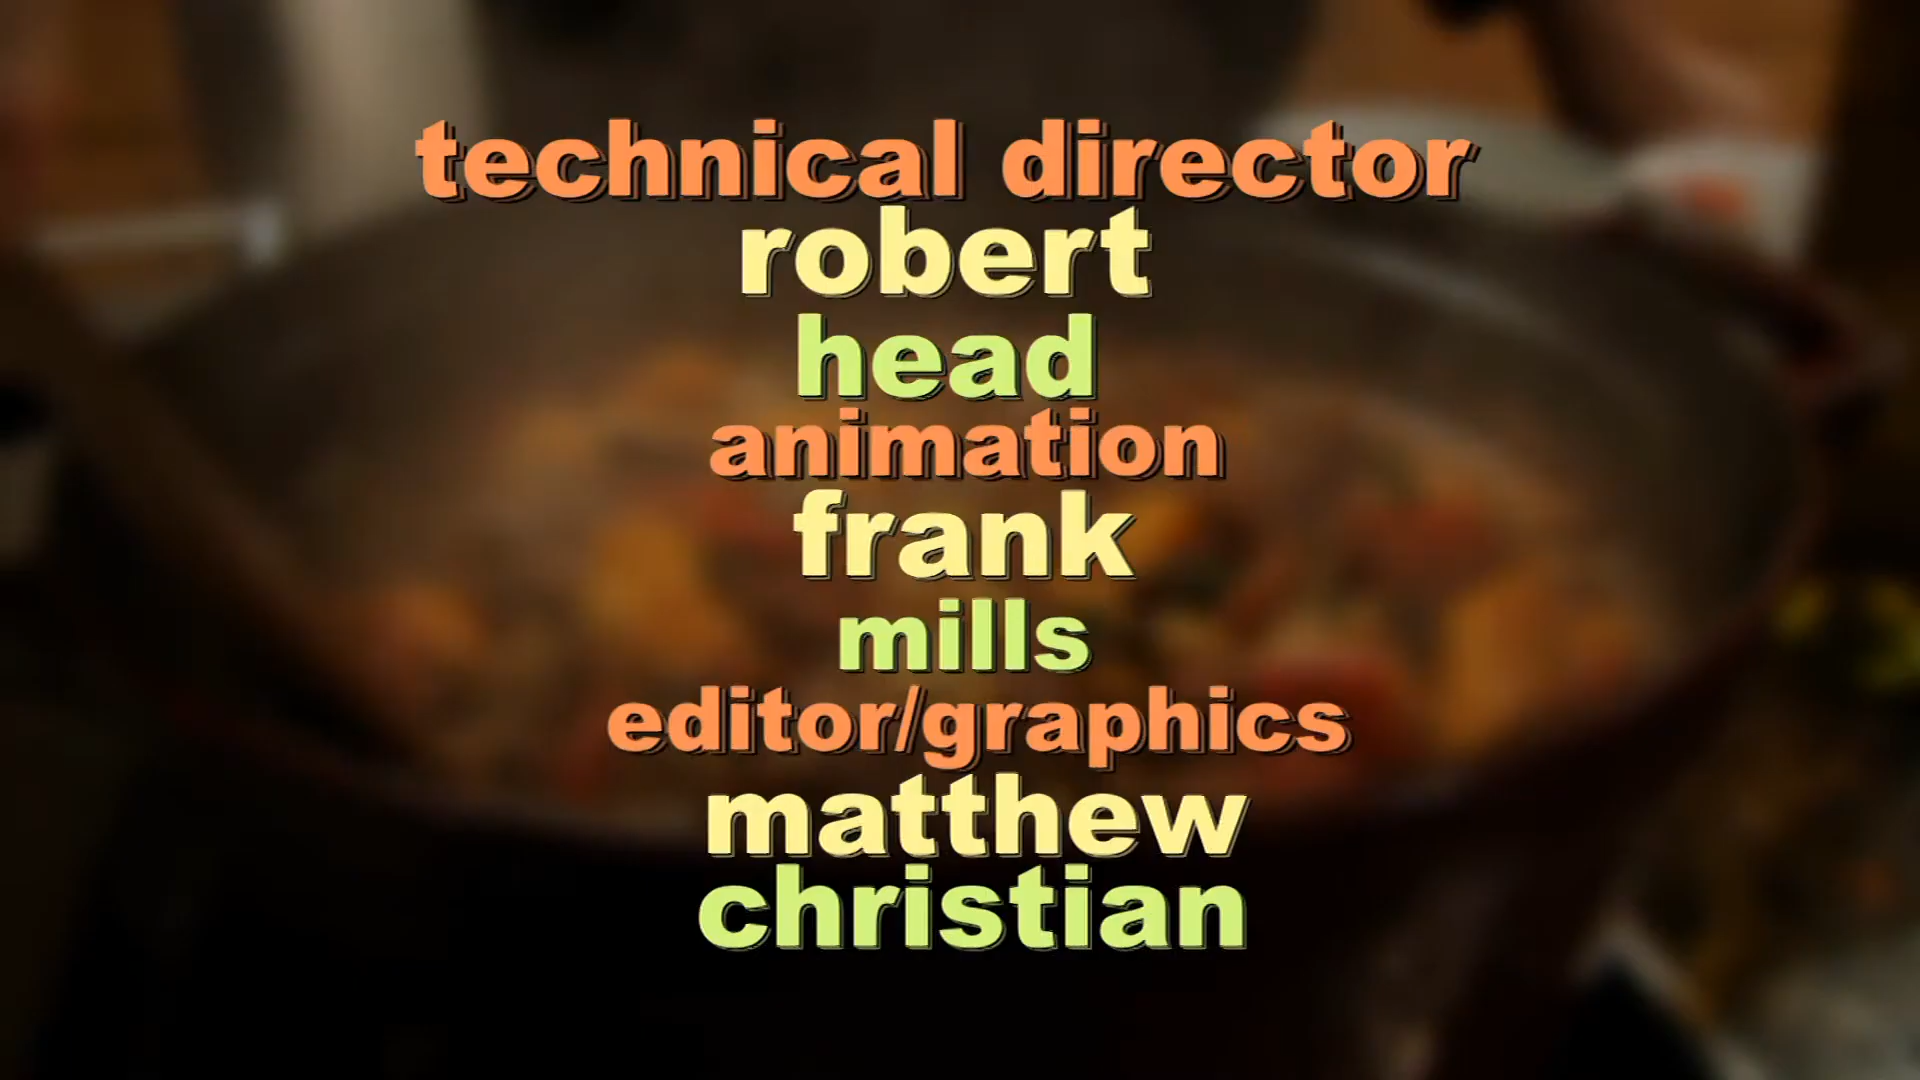 technical director
robert
head
animation
frank
mills
editor/graphics
matthew
christian